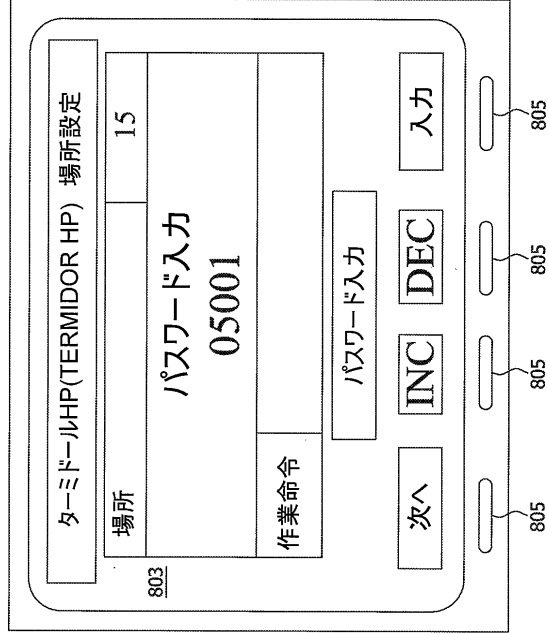 ターミドールHP(TERMIDOR HP) 場所設定
場所 15
パスワード入力
05001
作業命令
パスワード入力
次へ INC DEC 入力
803
805 805 805 805